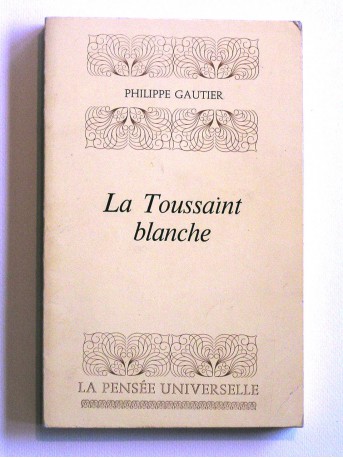 PHILIPPE GAUTIER
La Toussaint
blanche
LA PENSÉE UNIVERSELLE